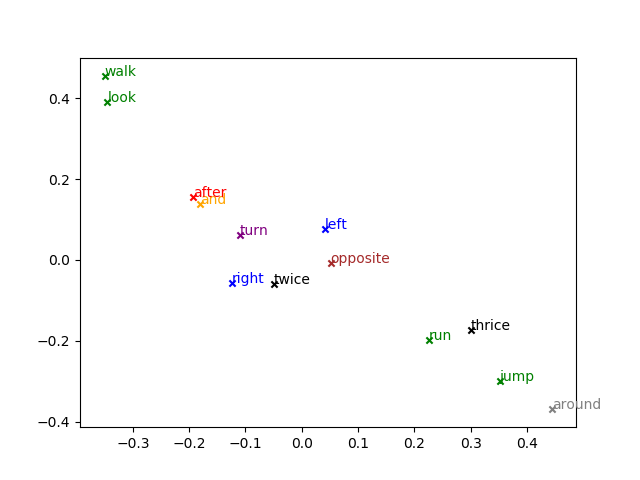 walk
look
0.4
0.2
after
and
turn
left
opposite
0.0
right
twice
thrice
run
−0.2
jump
around
−0.4
−0.3
−0.2
−0.1
0.0
0.1
0.2
0.3
0.4